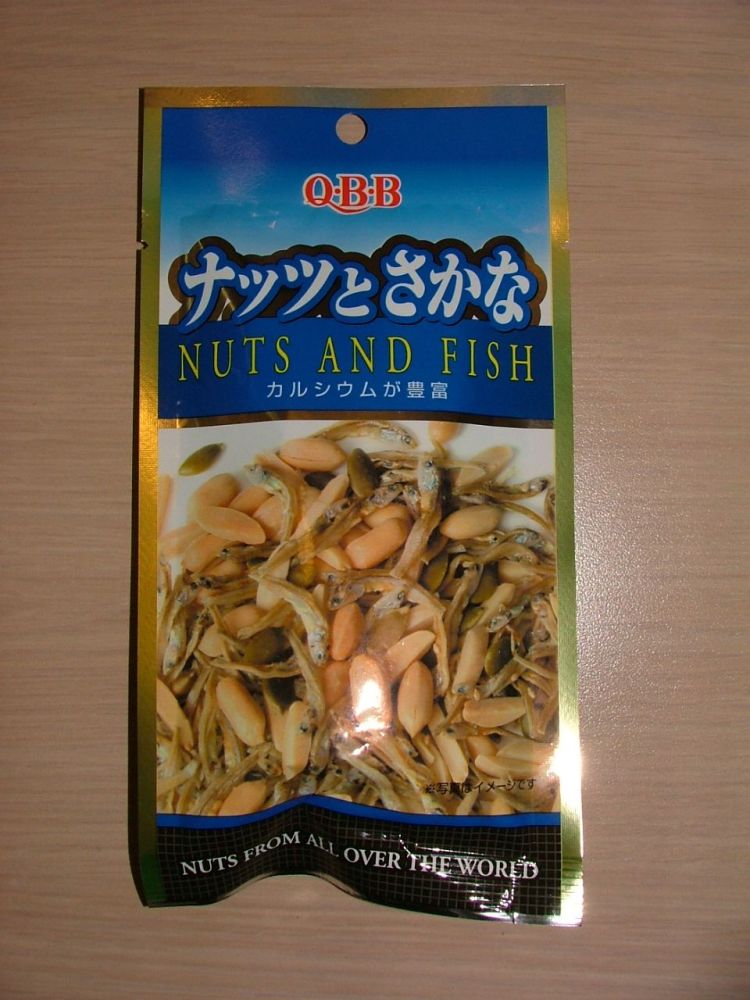 Q・B・B
ナッツとさかな
NUTS AND FISH
カルシウムが豊富
※写真はイメージです
NUTS FROM ALL OVER THE WORLD